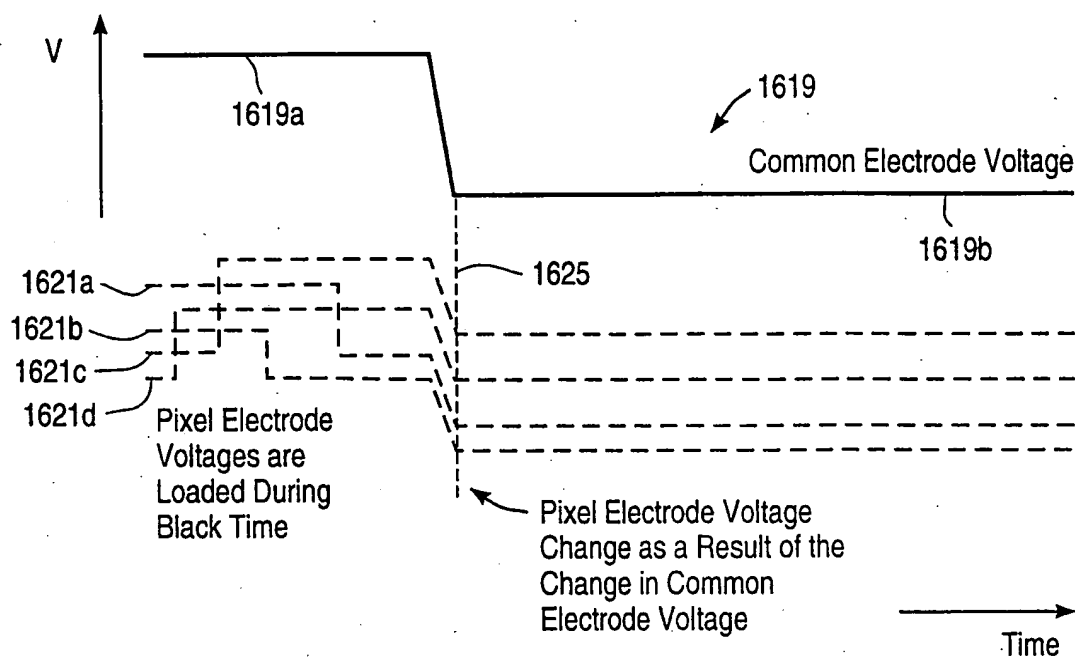 V
1619a
1619
Common Electrode Voltage
1619b
1621a
1625
1621b
1621c
1621d
Pixel Electrode
Voltages are
Loaded During
Black Time
Pixel Electrode Voltage
Change as a Result of the
Change in Common
Electrode Voltage
Time